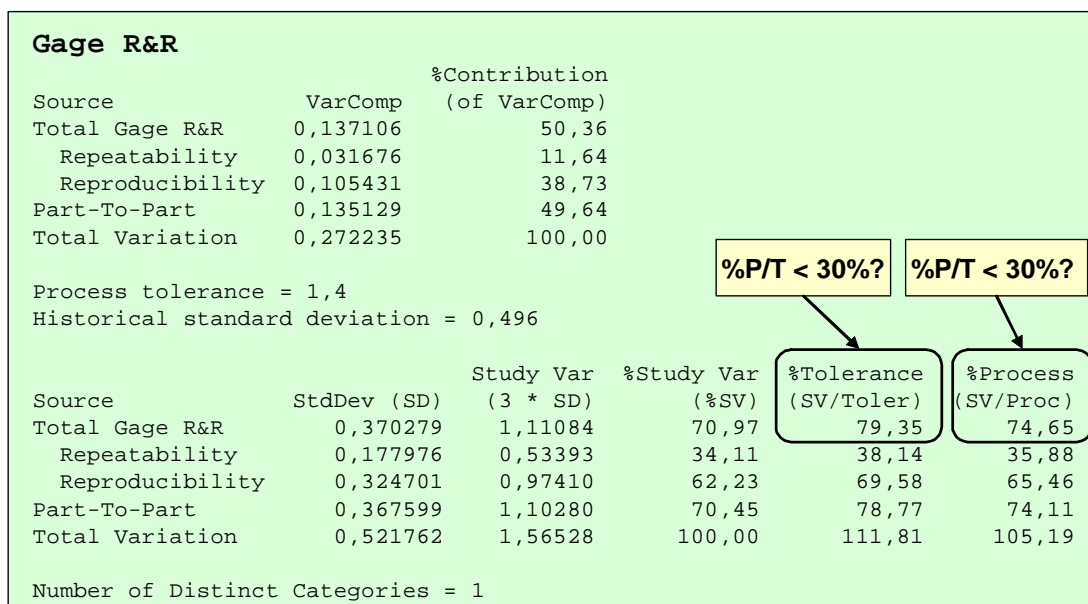 Gage R&R
%Contribution
Source VarComp (of VarComp)
Total Gage R&R 0,137106 50,36
Repeatability 0,031676 11,64
Reproducibility 0,105431 38,73
Part-To-Part 0,135129 49,64
Total Variation 0,272235 100,00
%P/T < 30%? %P/T < 30%?
Process tolerance = 1,4
Historical standard deviation = 0,496
Study Var %Study Var %Tolerance %Process
Source StdDev (SD) (3 * SD) (%SV) (SV/Toler) (SV/Proc)
Total Gage R&R 0,370279 1,11084 70,97 79,35 74,65
Repeatability 0,177976 0,53393 34,11 38,14 35,88
Reproducibility 0,324701 0,97410 62,23 69,58 65,46
Part-To-Part 0,367599 1,10280 70,45 78,77 74,11
Total Variation 0,521762 1,56528 100,00 111,81 105,19
Number of Distinct Categories = 1